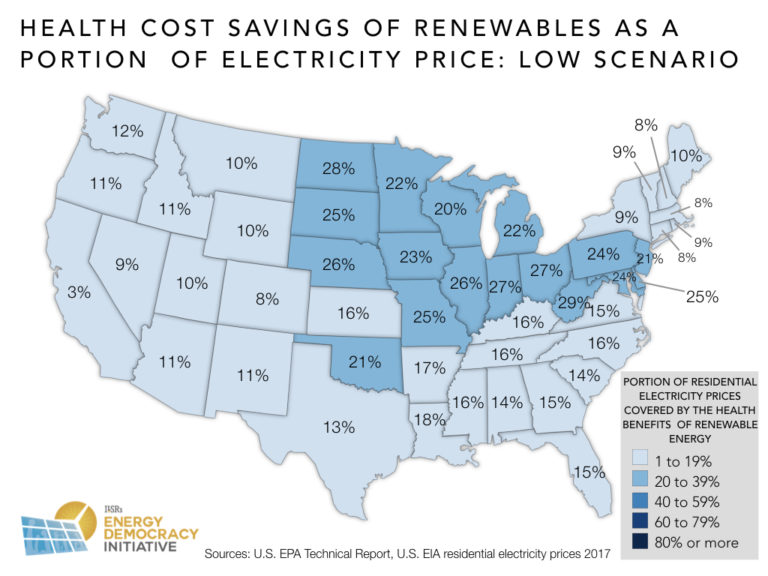 HEALTH COST SAVINGS OF RENEWABLES AS A
PORTION OF ELECTRICITY PRICE: LOW SCENARIO
8%
12%
9%
10%
10%
28%
22%
11%
11%
25%
20%
22%
8%
9%
10%
9%
8%
24%
21%
26%
23%
9%
3%
10%
8%
26%
27%
27%
24%
25%
29%
16%
25%
16%
15%
11%
11%
21%
17%
16%
16%
14%
13%
18%
16%
14%
15%
15%
PORTION OF RESIDENTIAL
ELECTRICITY PRICES
COVERED BY THE HEALTH
BENEFITS OF RENEWABLE
ENERGY
1 to 19%
20 to 39%
40 to 59%
60 to 79%
80% or more
ILSR's
ENERGY
DEMOCRACY
INITIATIVE
Sources: U.S. EPA Technical Report, U.S. EIA residential electricity prices 2017